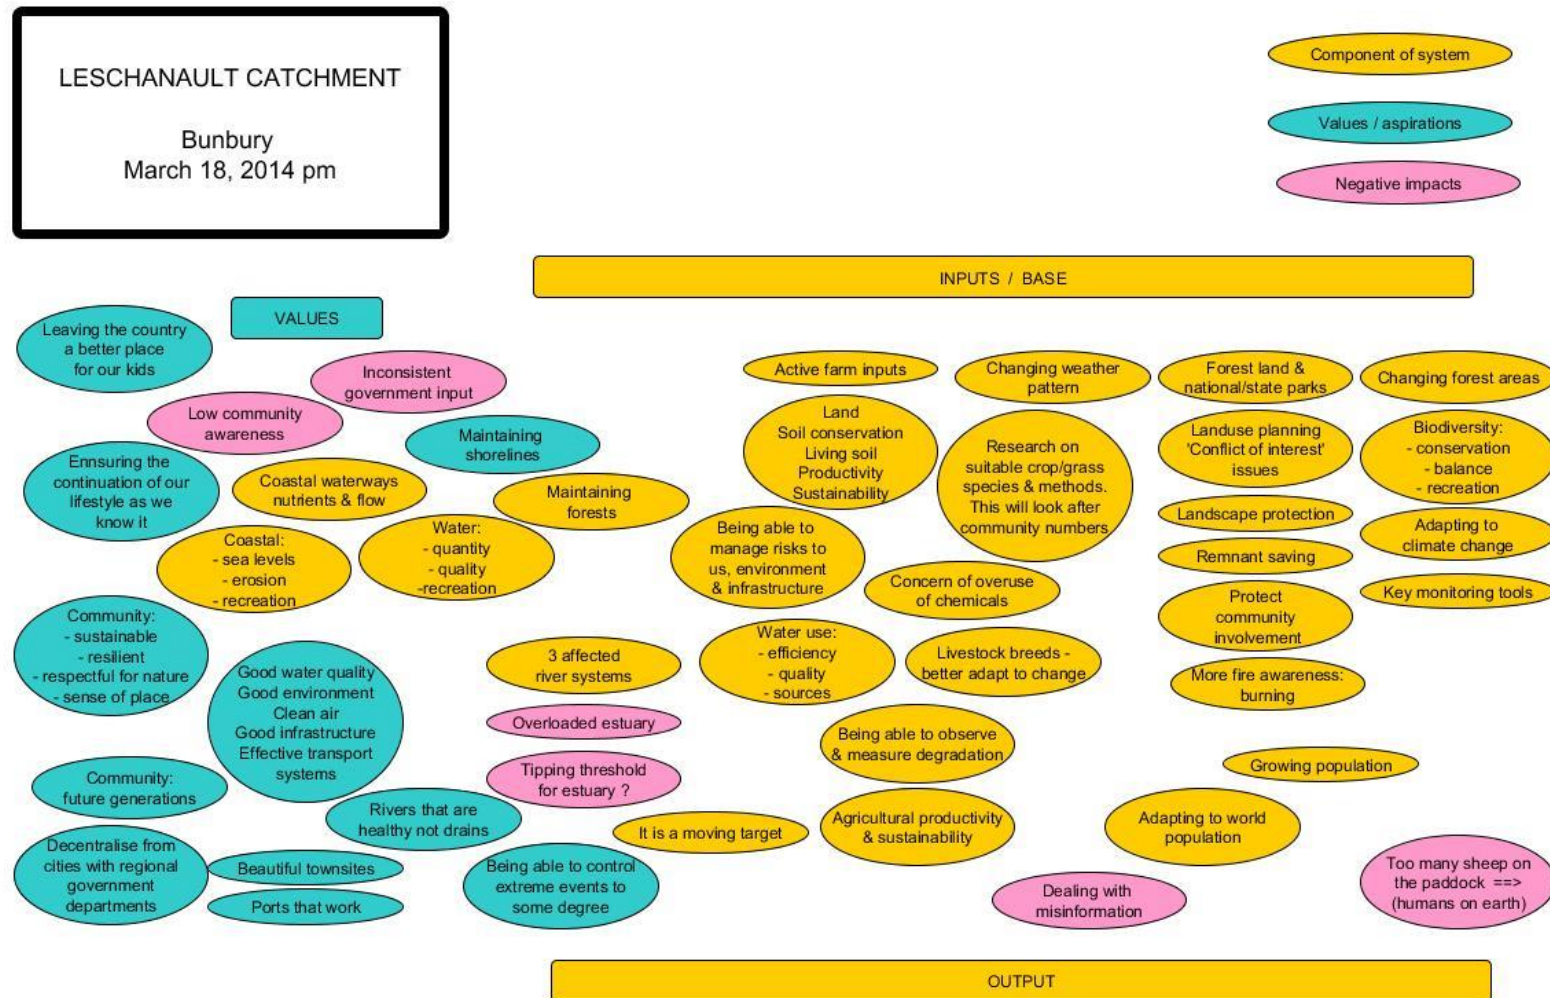 LESCHANAULT CATCHMENT
Bunbury
March 18, 2014 pm
Component of system
Values / aspirations
Negative impacts
INPUTS / BASE
VALUES
Leaving the country
a better place
for our kids
Inconsistent
government input
Low community
awareness
Maintaining
shorelines
Ennsuring the
continuation of our
lifestyle as we
know it
Coastal waterways
nutrients & flow
Maintaining
forests
Coastal:
- sea levels
- erosion
- recreation
Water:
- quantity
- quality
-recreation
Community:
- sustainable
- resilient
- respectful for nature
- sense of place
Good water quality
Good environment
Clean air
Good infrastructure
Effective transport
systems
3 affected
river systems
Overloaded estuary
Tipping threshold
for estuary ?
Community:
future generations
Rivers that are
healthy not drains
Decentralise from
cities with regional
government
departments
Beautiful townsites
Ports that work
Being able to control
extreme events to
some degree
It is a moving target
Active farm inputs
Land
Soil conservation
Living soil
Productivity
Sustainability
Being able to
manage risks to
us, environment
& infrastructure
Water use:
- efficiency
- quality
- sources
Changing weather
pattern
Research on
suitable crop/grass
species & methods.
This will look after
community numbers
Concern of overuse
of chemicals
Livestock breeds -
better adapt to change
Being able to observe
& measure degradation
Agricultural productivity
& sustainability
Forest land &
national/state parks
Landuse planning
'Conflict of interest'
issues
Landscape protection
Remnant saving
Protect
community
involvement
More fire awareness:
burning
Changing forest areas
Biodiversity:
- conservation
- balance
- recreation
Adapting to
climate change
Key monitoring tools
Growing population
Adapting to world
population
Dealing with
misinformation
Too many sheep on
the paddock ==>
(humans on earth)
OUTPUT